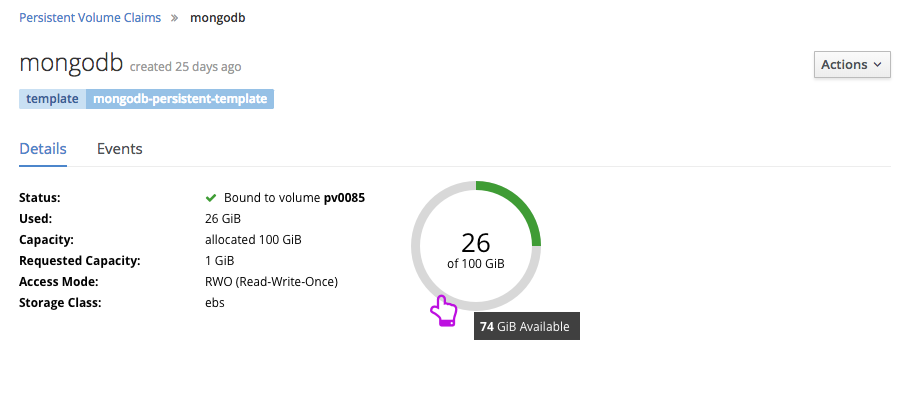 Persistent Volume Claims » mongodb
mongodb created 25 days ago
Actions
template mongodb-persistent-template
Details Events
Status: Bound to volume pv0085
Used: 26 GiB
Capacity: allocated 100 GiB
Requested Capacity: 1 GiB
Access Mode: RWO (Read-Write-Once)
Storage Class: ebs
26
of 100 GiB
74 GiB Available